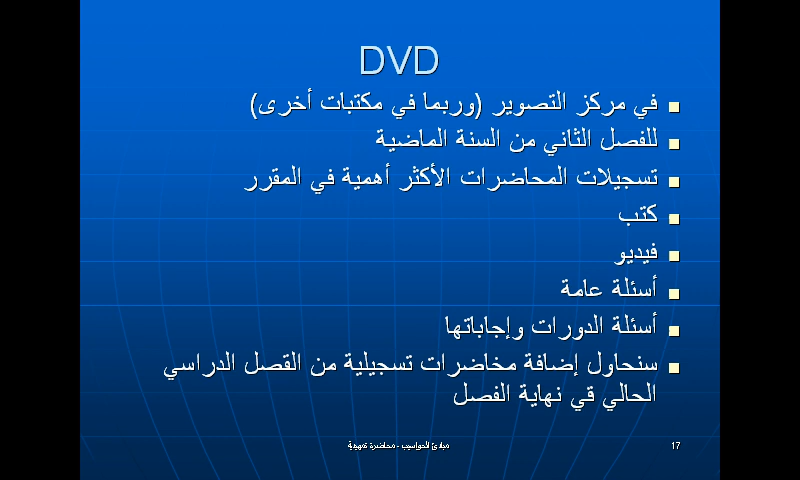 DVD
في مركز التصوير (وربما في مكتبات أخرى)
للفصل الثاني من السنة الماضية
تسجيلات المحاضرات الأكثر أهمية في المقرر
كتب
فيديو
أسئلة عامة
أسئلة الدورات وإجاباتها
سنحاول إضافة مخاضرات تسجيلية من القصل الدراسي
الحالي قي نهاية الفصل
مبادئ الحواسيب - محاضرة تمهيدية
17